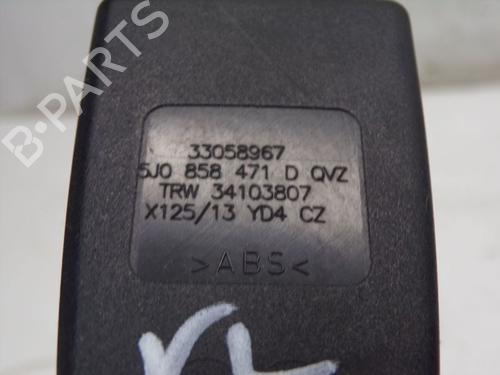 B-PARTS
33058967
5J0 858 471 D QVZ
TRW 34103807
X125/13 YD4 CZ
>ABS<